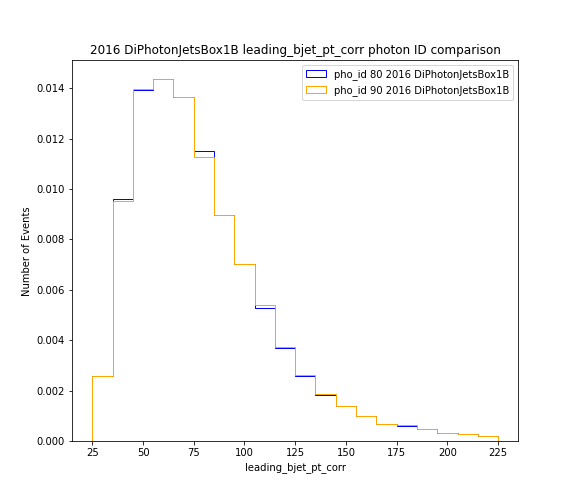 2016 DiPhotonJetsBox1B leading_bjet_pt_corr photon ID comparison
pho_id 80 2016 DiPhotonJetsBox1B
pho_id 90 2016 DiPhotonJetsBox1B
Number of Events
0.014
0.012
0.010
0.008
0.006
0.004
0.002
0.000
25 50 75 100 125 150 175 200 225
leading_bjet_pt_corr